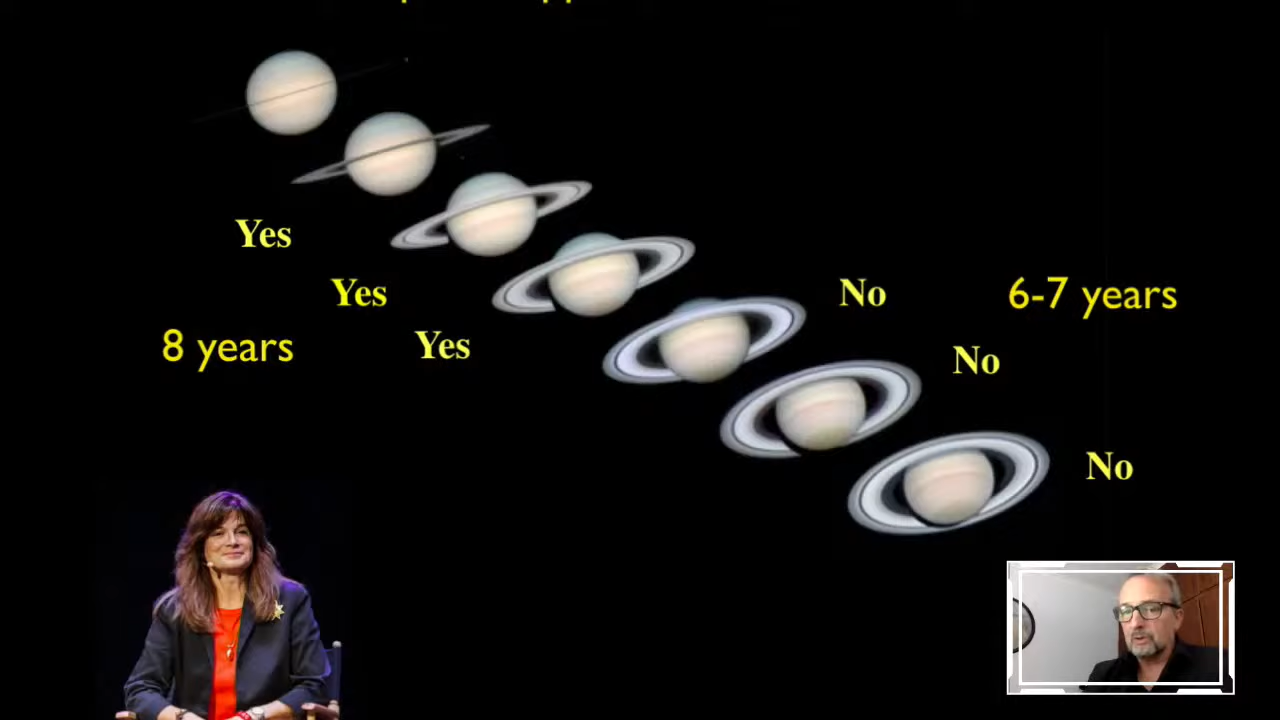 Yes
Yes
No
6-7 years
8 years
Yes
No
No